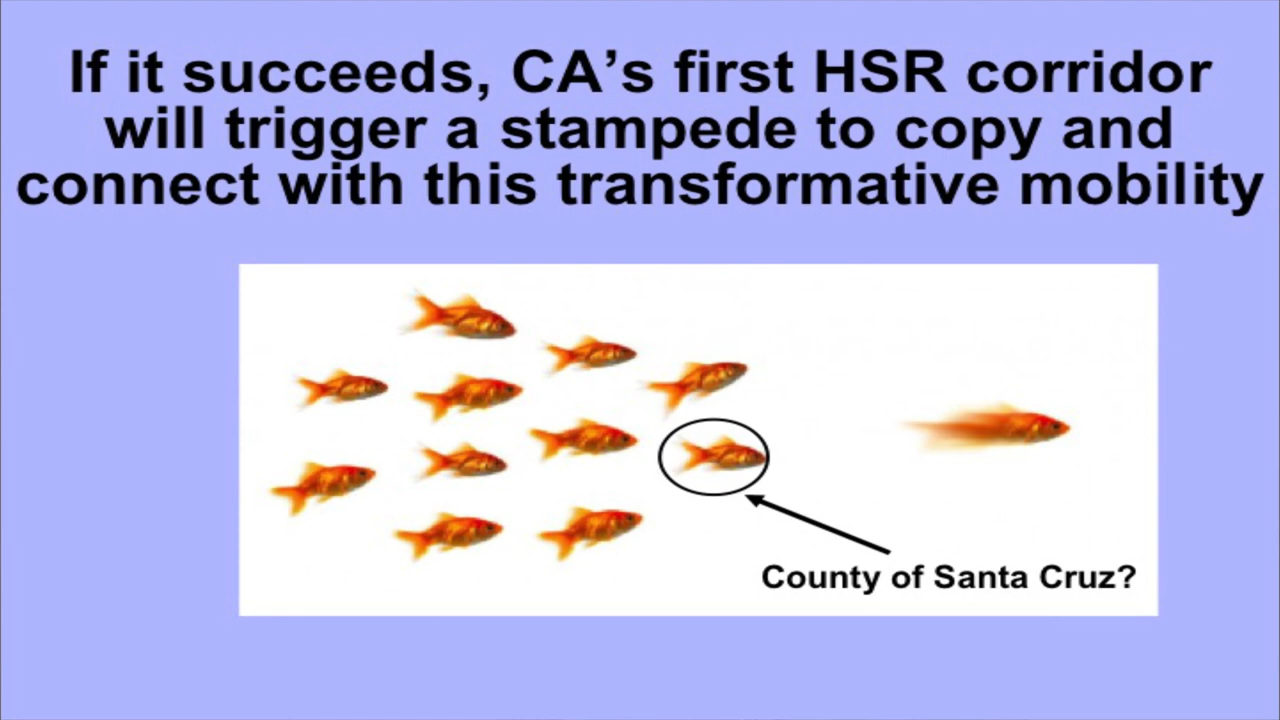 If it succeeds, CA’s first HSR corridor
will trigger a stampede to copy and
connect with this transformative mobility
County of Santa Cruz?